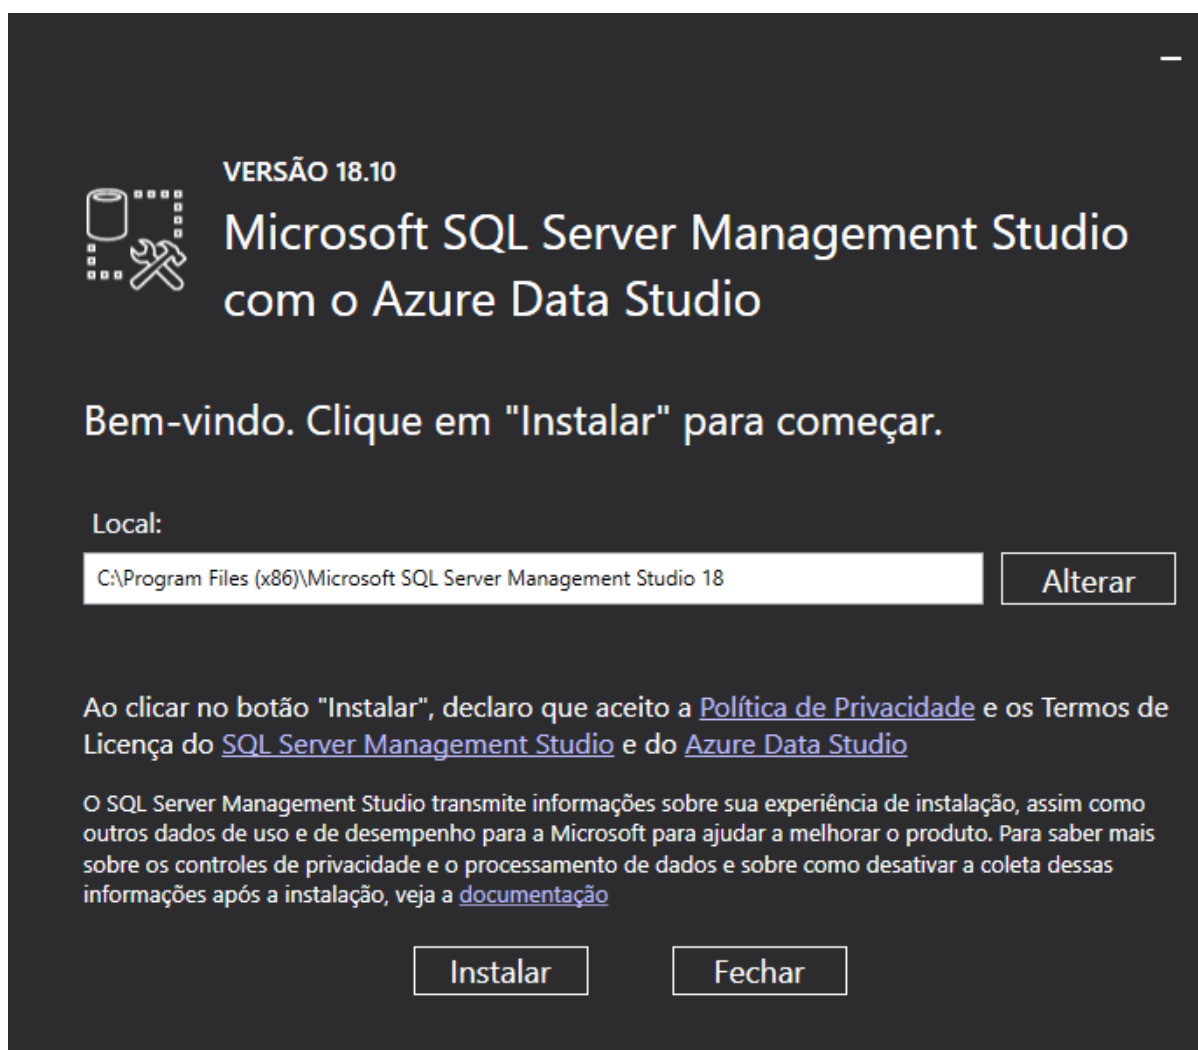 VERSÃO 18.10
Microsoft SQL Server Management Studio
com o Azure Data Studio
Bem-vindo. Clique em "Instalar" para começar.
Local:
C:\Program Files (x86)\Microsoft SQL Server Management Studio 18
Alterar
Ao clicar no botão "Instalar", declaro que aceito a Política de Privacidade e os Termos de
Licença do SQL Server Management Studio e do Azure Data Studio
O SQL Server Management Studio transmite informações sobre sua experiência de instalação, assim como
outros dados de uso e de desempenho para a Microsoft para ajudar a melhorar o produto. Para saber mais
sobre os controles de privacidade e o processamento de dados e sobre como desativar a coleta dessas
informações após a instalação, veja a documentação
Instalar
Fechar